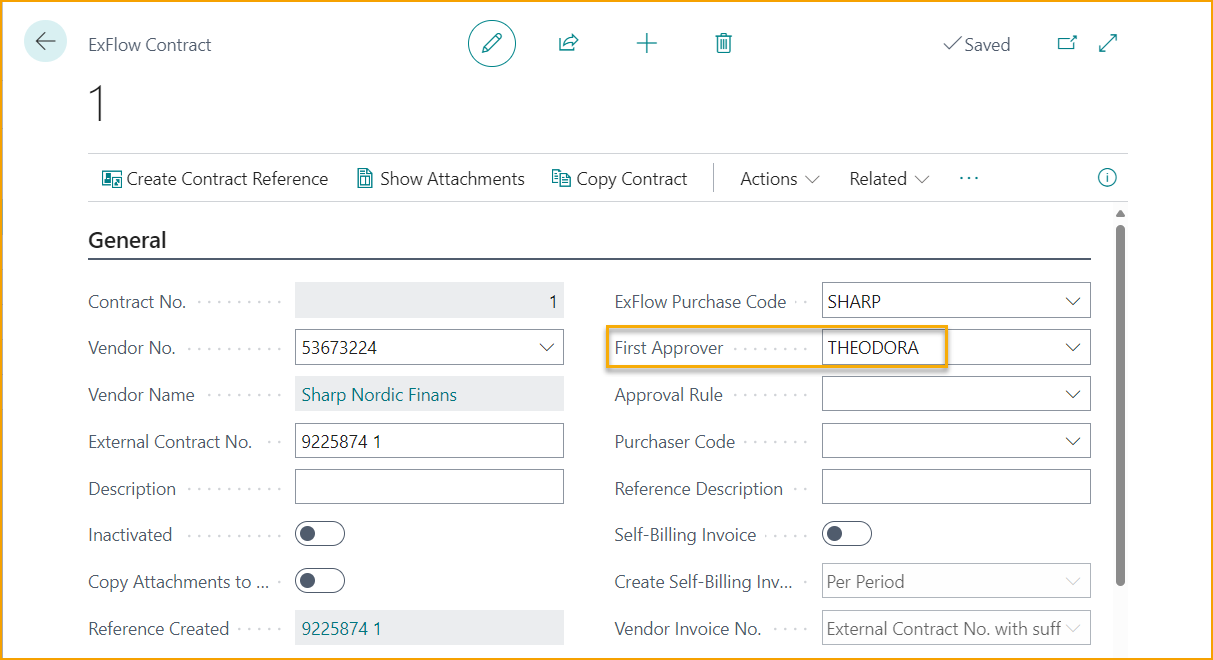 ExFlow Contract
Saved
1
Create Contract Reference Show Attachments Copy Contract Actions Related ...
General
Contract No. 1
Vendor No. 53673224
Vendor Name Sharp Nordic Finans
External Contract No. 9225874 1
Description
Inactivated
Copy Attachments to ...
Reference Created 9225874 1
ExFlow Purchase Code SHARP
First Approver THEODORA
Approval Rule
Purchaser Code
Reference Description
Self-Billing Invoice
Create Self-Billing Inv... Per Period
Vendor Invoice No. External Contract No. with suff